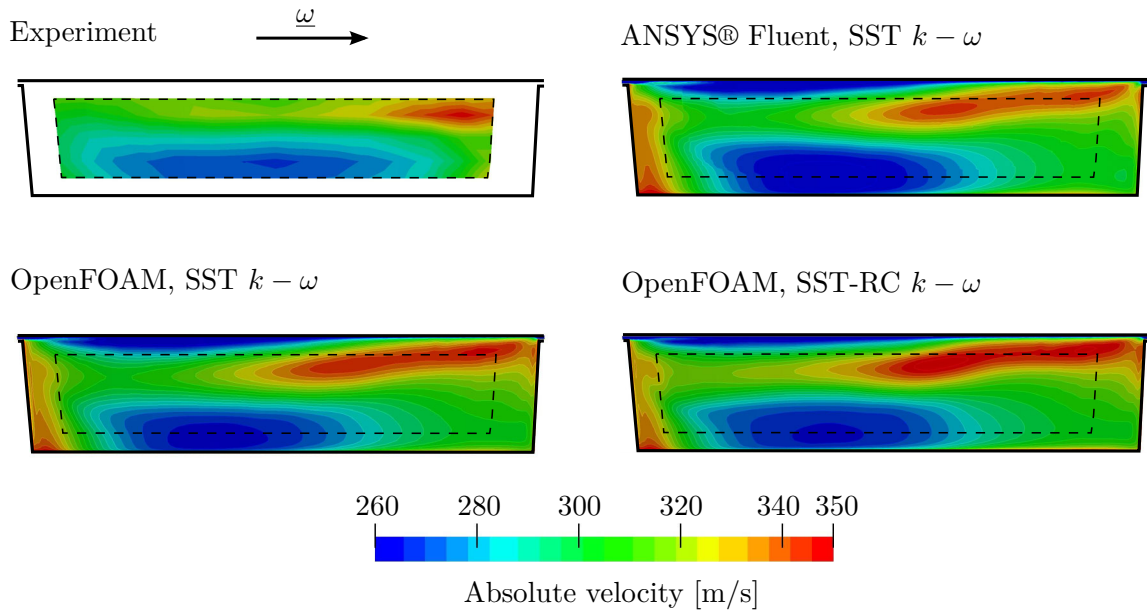 Experiment
ω
ANSYS® Fluent, SST k − ω
OpenFOAM, SST k − ω
OpenFOAM, SST-RC k − ω
260 280 300 320 340 350
Absolute velocity [m/s]